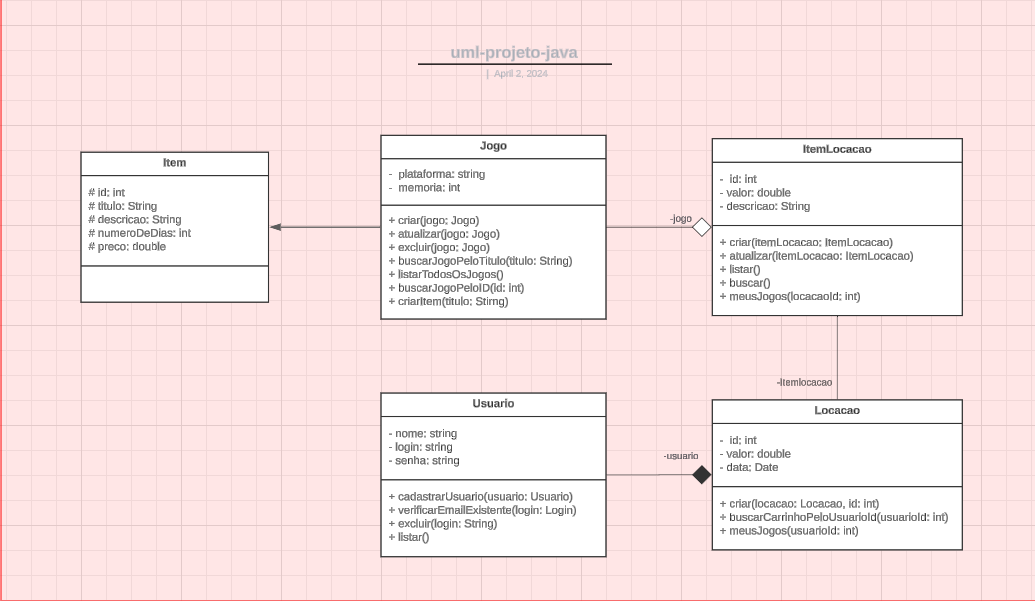 uml-projeto-java
| April 2, 2024
Item
# id: int
# titulo: String
# descricao: String
# numeroDeDias: int
# preco: double
Jogo
- plataforma: string
- memoria: int
+ criar(jogo: Jogo)
+ atualizar(jogo: Jogo)
+ excluir(jogo: Jogo)
+ buscarJogoPeloTitulo(titulo: String)
+ listarTodosOsJogos()
+ buscarJogoPeloID(id: int)
+ criarItem(titulo: Stirng)
-jogo
ItemLocacao
- id: int
- valor: double
- descricao: String
+ criar(itemLocacao: ItemLocacao)
+ atualizar(itemLocacao: ItemLocacao)
+ listar()
+ buscar()
+ meusJogos(locacaoId: int)
-itemlocacao
Usuario
- nome: string
- login: string
- senha: string
+ cadastrarUsuario(usuario: Usuario)
+ verificarEmailExistente(login: Login)
+ excluir(login: String)
+ listar()
-usuario
Locacao
- id: int
- valor: double
- data: Date
+ criar(locacao: Locacao, id: int)
+ buscarCarrinhoPeloUsuarioId(usuarioId: int)
+ meusJogos(usuarioId: int)